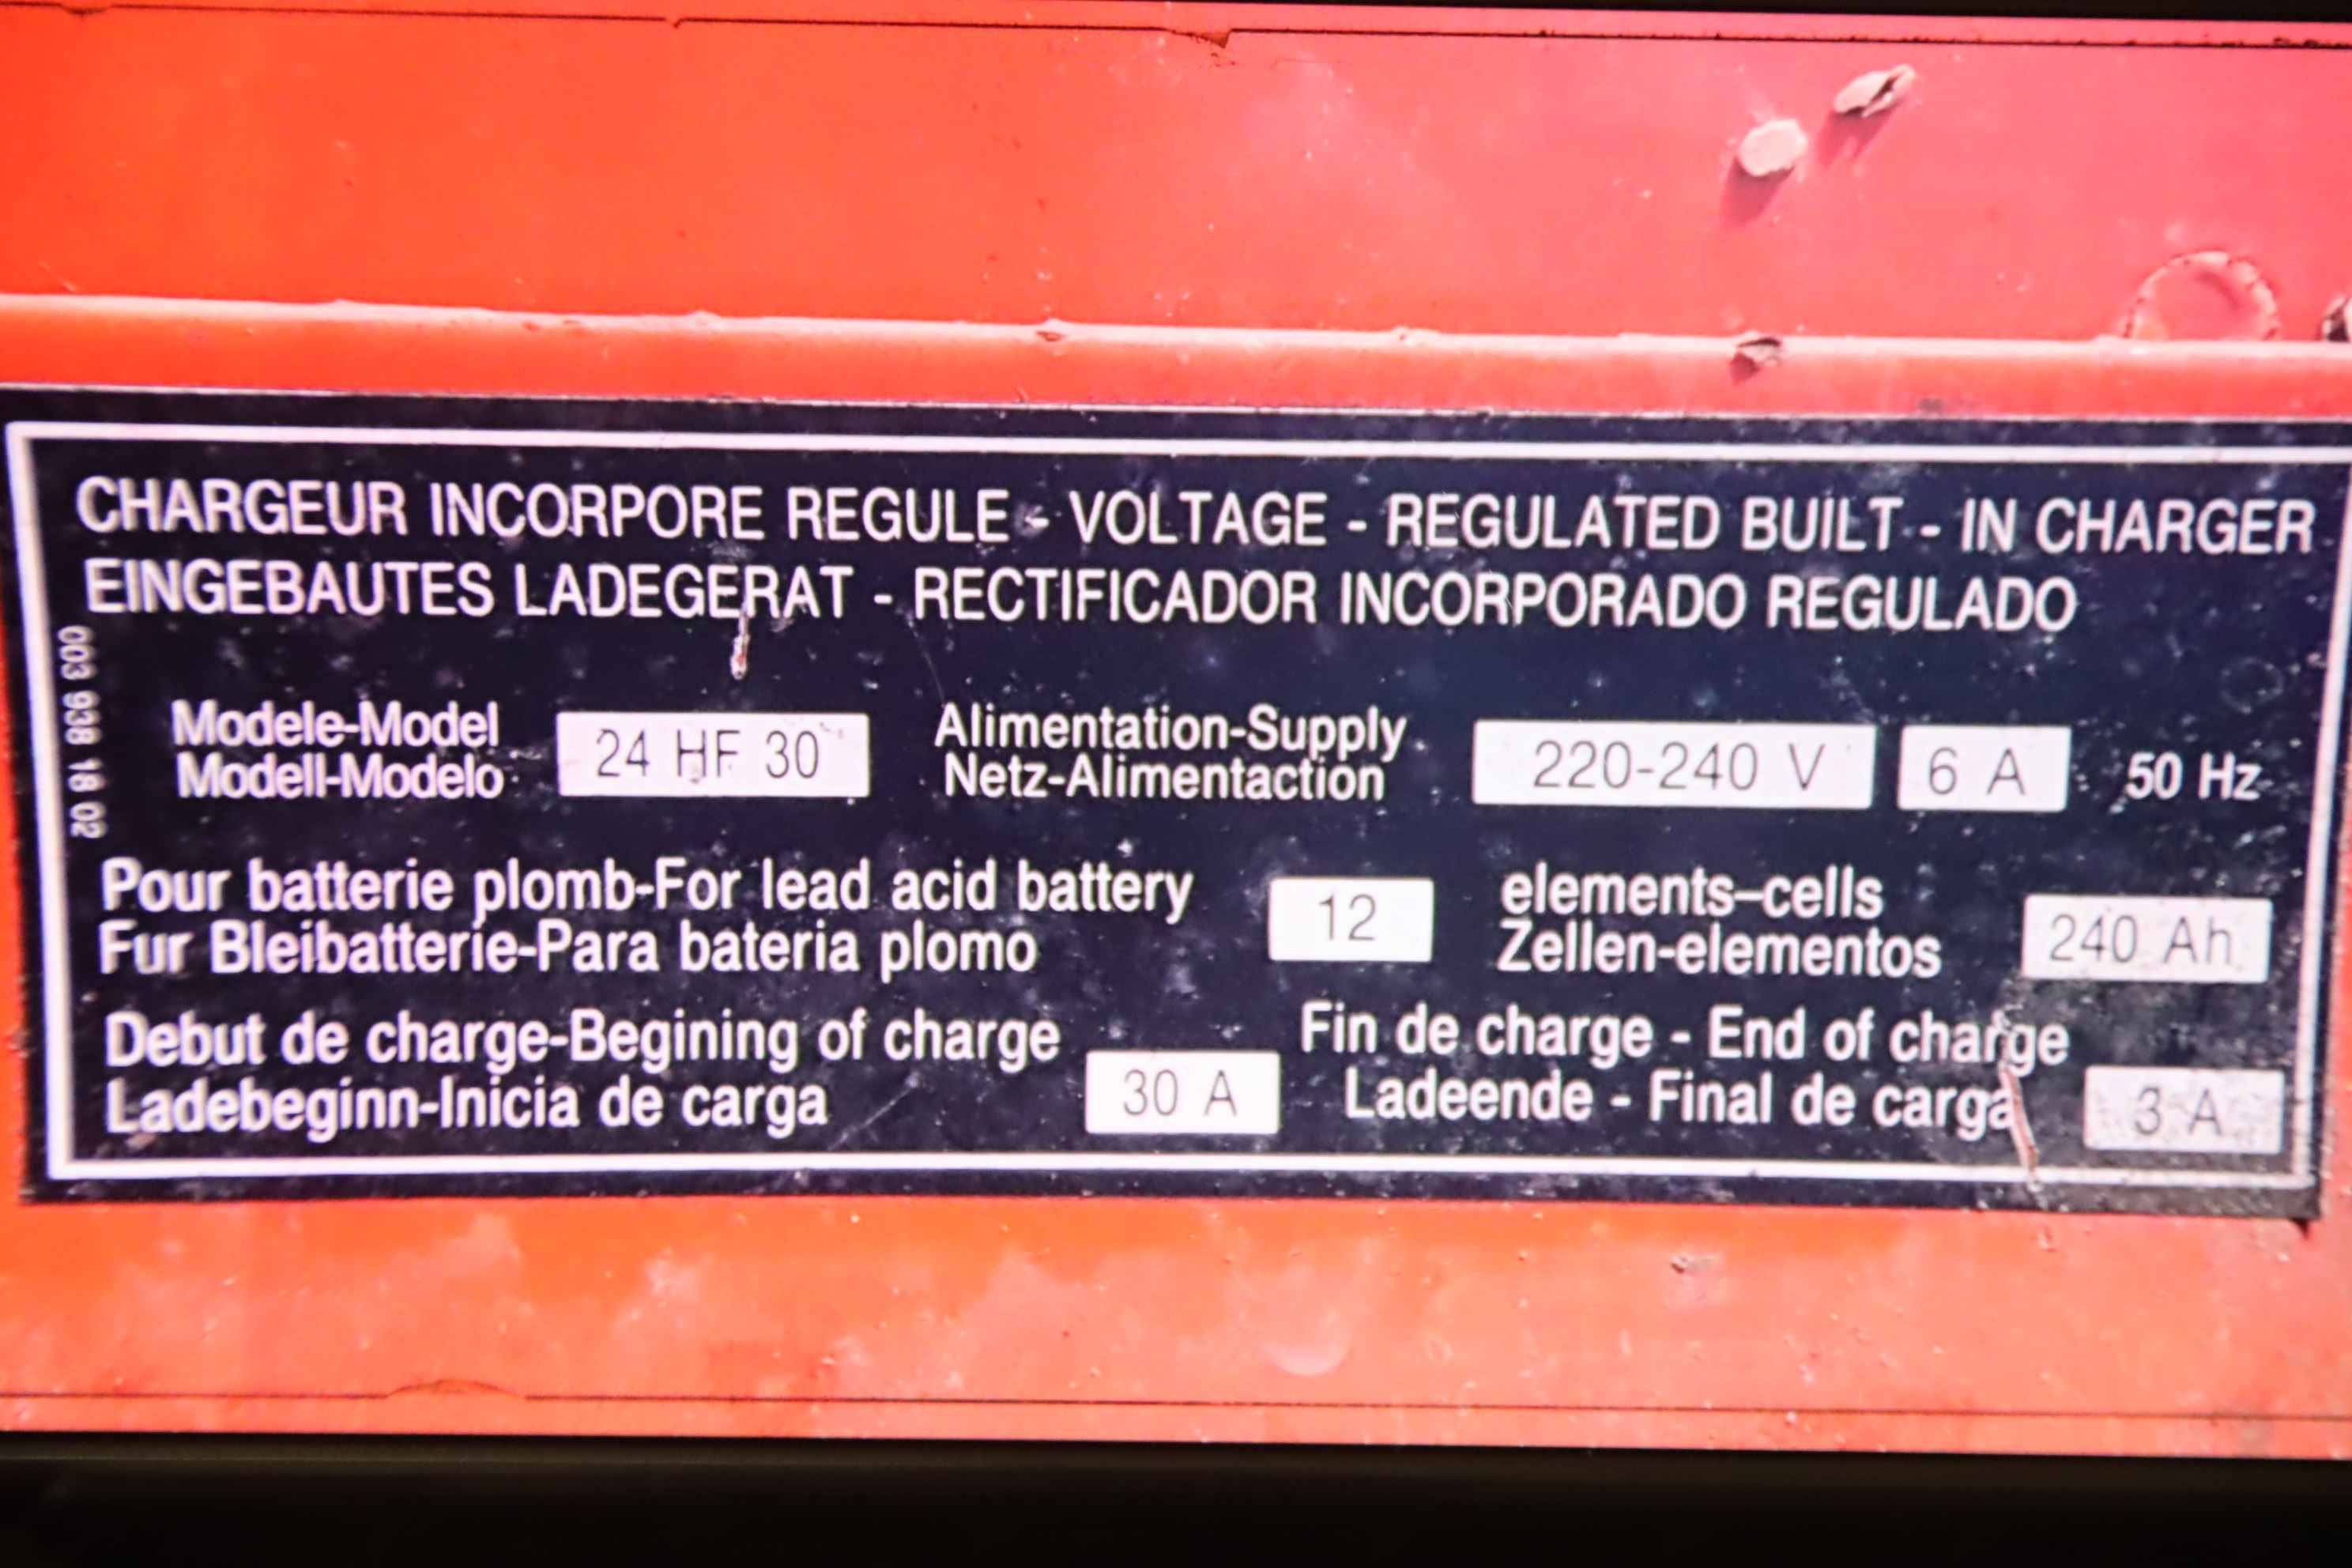 CHARGEUR INCORPORE REGULE - VOLTAGE - REGULATED BUILT - IN CHARGER
EINGEBAUTES LADEGERAT - RECTIFICADOR INCORPORADO REGULADO
003 938 16 02
Modele-Model
Modell-Modelo
24 HF 30
Alimentation-Supply
Netz-Alimentaction
220-240 V
6 A
50 Hz
Pour batterie plomb-For lead acid battery
Fur Bleibatterie-Para bateria plomo
12
elements-cells
Zellen-elementos
240 Ah
Debut de charge-Begining of charge
Ladebeginn-Inicia de carga
30 A
Fin de charge - End of charge
Ladeende - Final de carga
3 A